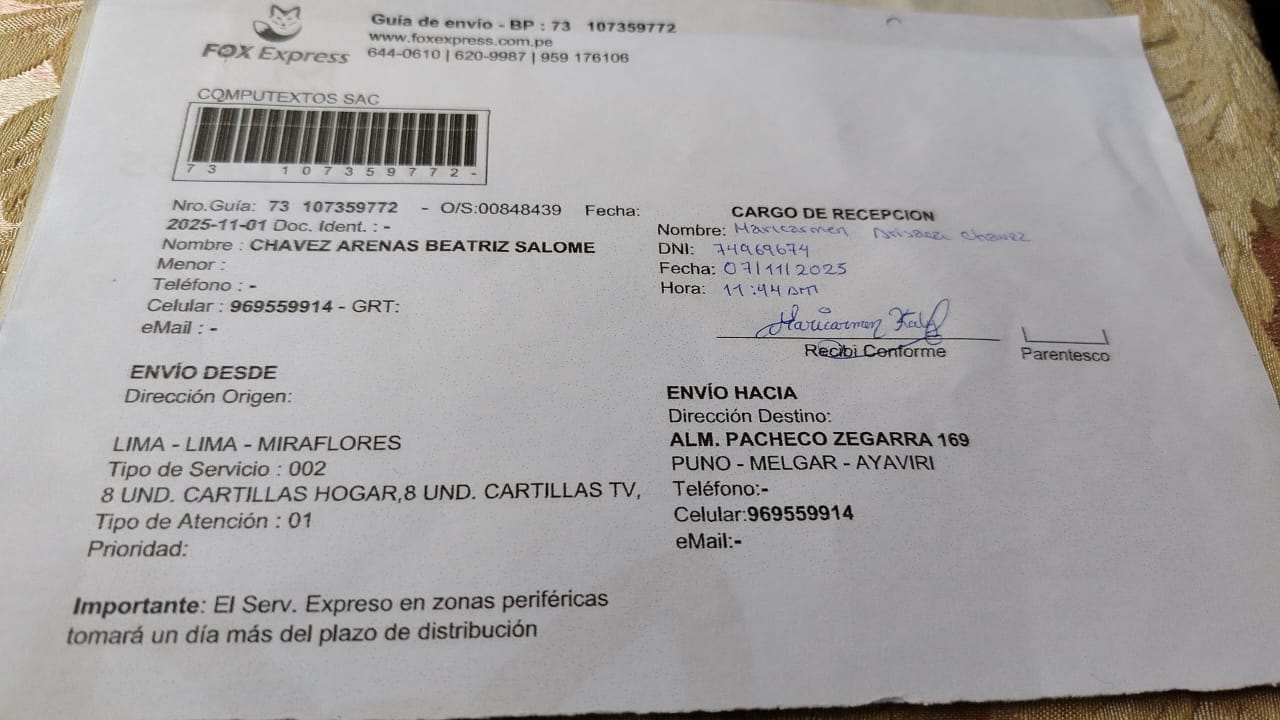 FOX Express
Guía de envío - BP : 73 107359772
www.foxexpress.com.pe
644-0610 | 620-9987 | 959 176106
COMPUTEXTOS SAC
73 107359772-
Nro.Guía: 73 107359772 - O/S:00848439 Fecha:
2025-11-01 Doc. Ident. : -
Nombre : CHAVEZ ARENAS BEATRIZ SALOME
Menor :
Teléfono : -
Celular : 969559914 - GRT:
eMail : -
CARGO DE RECEPCION
Nombre: Maricarmen Chavez
DNI: 74969674
Fecha: 07/11/2025
Hora: 11:44 am
Maricarmen
Recibi Conforme
Parentesco
ENVÍO DESDE
Dirección Origen:
LIMA - LIMA - MIRAFLORES
Tipo de Servicio : 002
8 UND. CARTILLAS HOGAR,8 UND. CARTILLAS TV,
Tipo de Atención : 01
Prioridad:
ENVÍO HACIA
Dirección Destino:
ALM. PACHECO ZEGARRA 169
PUNO - MELGAR - AYAVIRI
Teléfono:-
Celular:969559914
eMail:-
Importante: El Serv. Expreso en zonas periféricas
tomará un día más del plazo de distribución